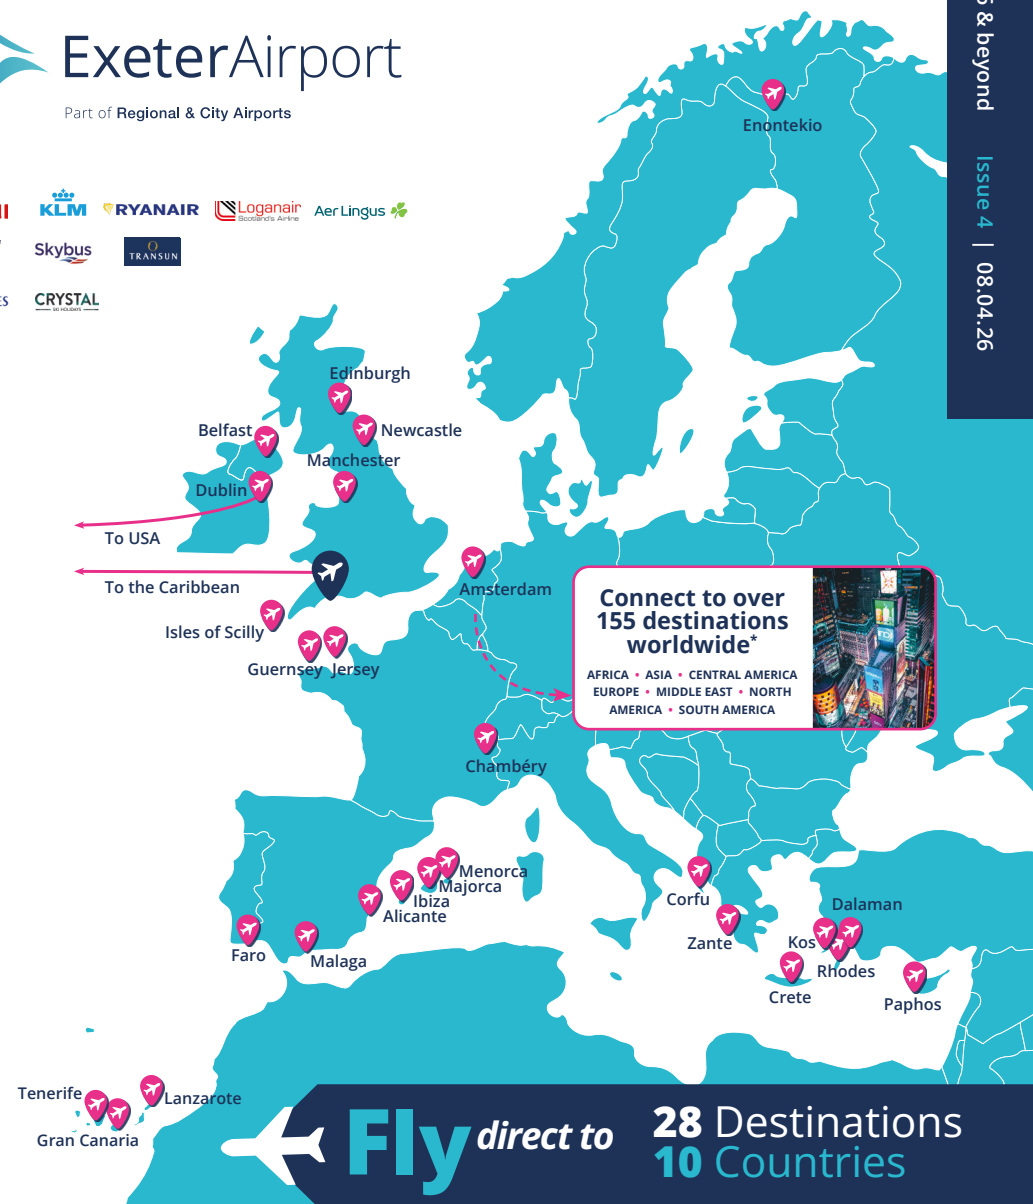 ExeterAirport
Part of Regional & City Airports
KLM
RYANAIR
Loganair
Scotland's Airline
Aer Lingus
Skybus
TRANSUN
CRYSTAL
SKI HOLIDAYS
& beyond
Issue 4 | 08.04.26
Enontekio
Edinburgh
Belfast
Newcastle
Manchester
Dublin
To USA
To the Caribbean
Amsterdam
Isles of Scilly
Guernsey
Jersey
Connect to over
155 destinations
worldwide*
AFRICA • ASIA • CENTRAL AMERICA
EUROPE • MIDDLE EAST • NORTH
AMERICA • SOUTH AMERICA
Chambéry
Menorca
Majorca
Ibiza
Alicante
Corfu
Dalaman
Zante
Kos
Faro
Malaga
Rhodes
Crete
Paphos
Tenerife
Lanzarote
Gran Canaria
Fly direct to
28 Destinations
10 Countries